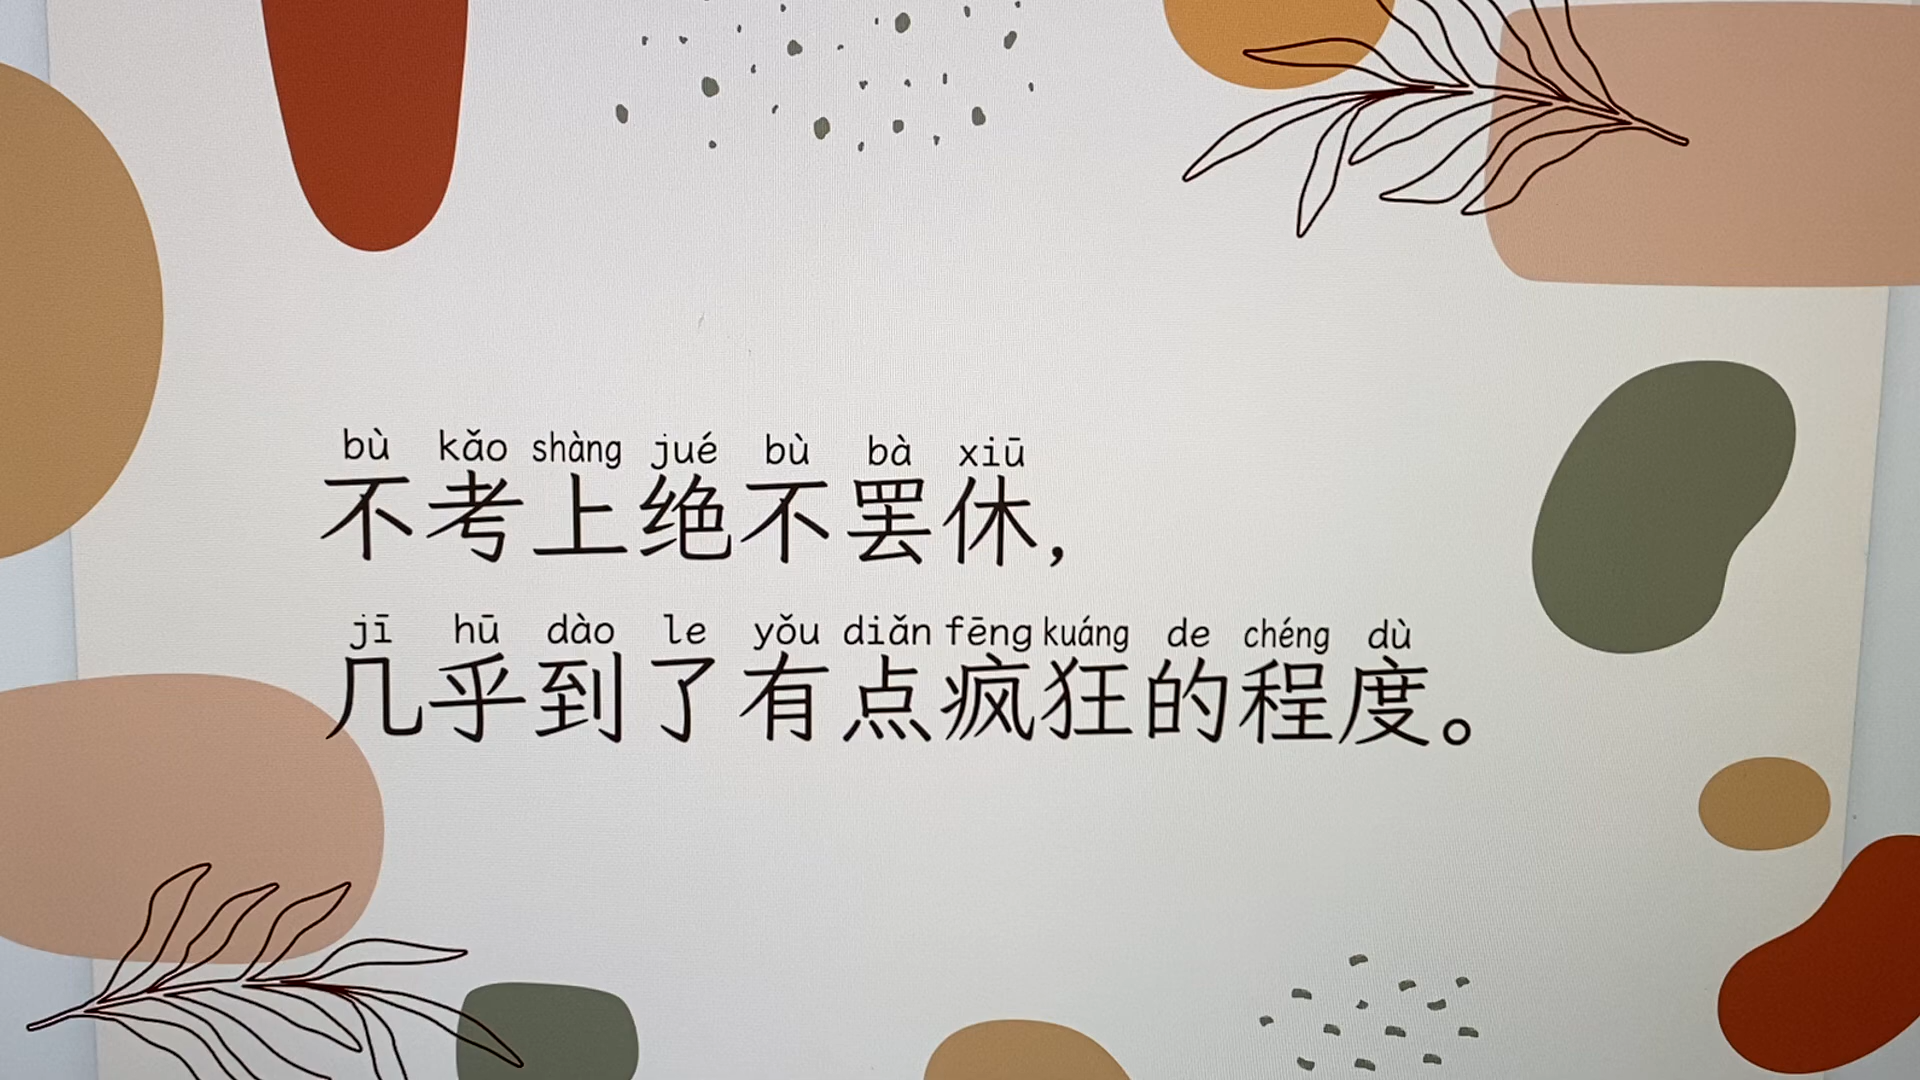 bù kǎo shàng jué bù bà xiū
不考上绝不罢休，
jī hū dào le yǒu diǎn fēng kuáng de chéng dù
几乎到了有点疯狂的程度。